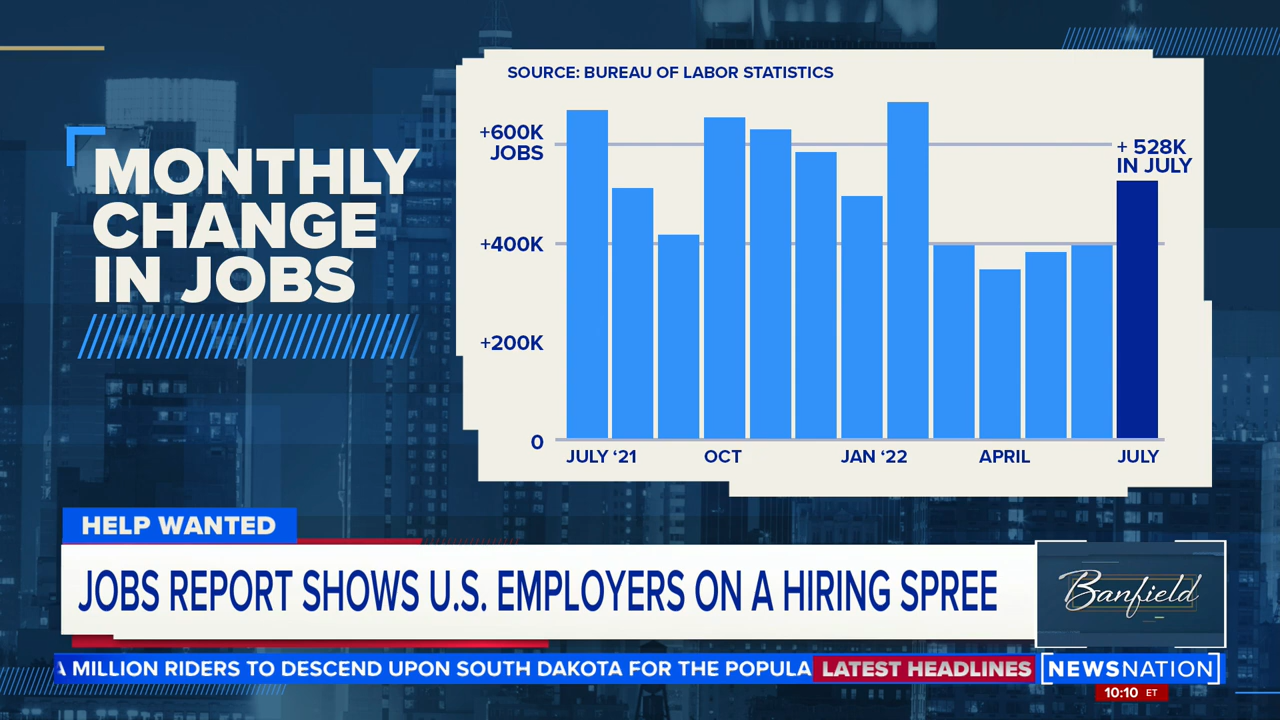 SOURCE: BUREAU OF LABOR STATISTICS
MONTHLY
CHANGE
IN JOBS
+600K
JOBS
+400K
+200K
0
+ 528K
IN JULY
JULY ‘21
OCT
JAN ‘22
APRIL
JULY
HELP WANTED
JOBS REPORT SHOWS U.S. EMPLOYERS ON A HIRING SPREE
Banfield
A MILLION RIDERS TO DESCEND UPON SOUTH DAKOTA FOR THE POPULA
LATEST HEADLINES
NEWSNATION
10:10 ET